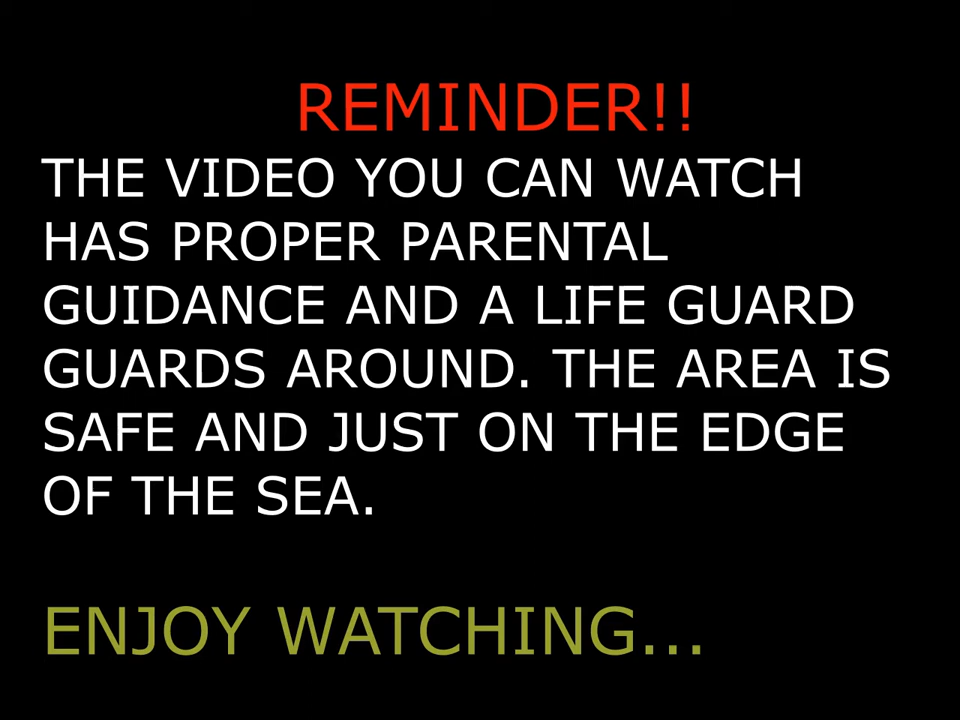 REMINDER!!
THE VIDEO YOU CAN WATCH
HAS PROPER PARENTAL
GUIDANCE AND A LIFE GUARD
GUARDS AROUND. THE AREA IS
SAFE AND JUST ON THE EDGE
OF THE SEA.
ENJOY WATCHING...